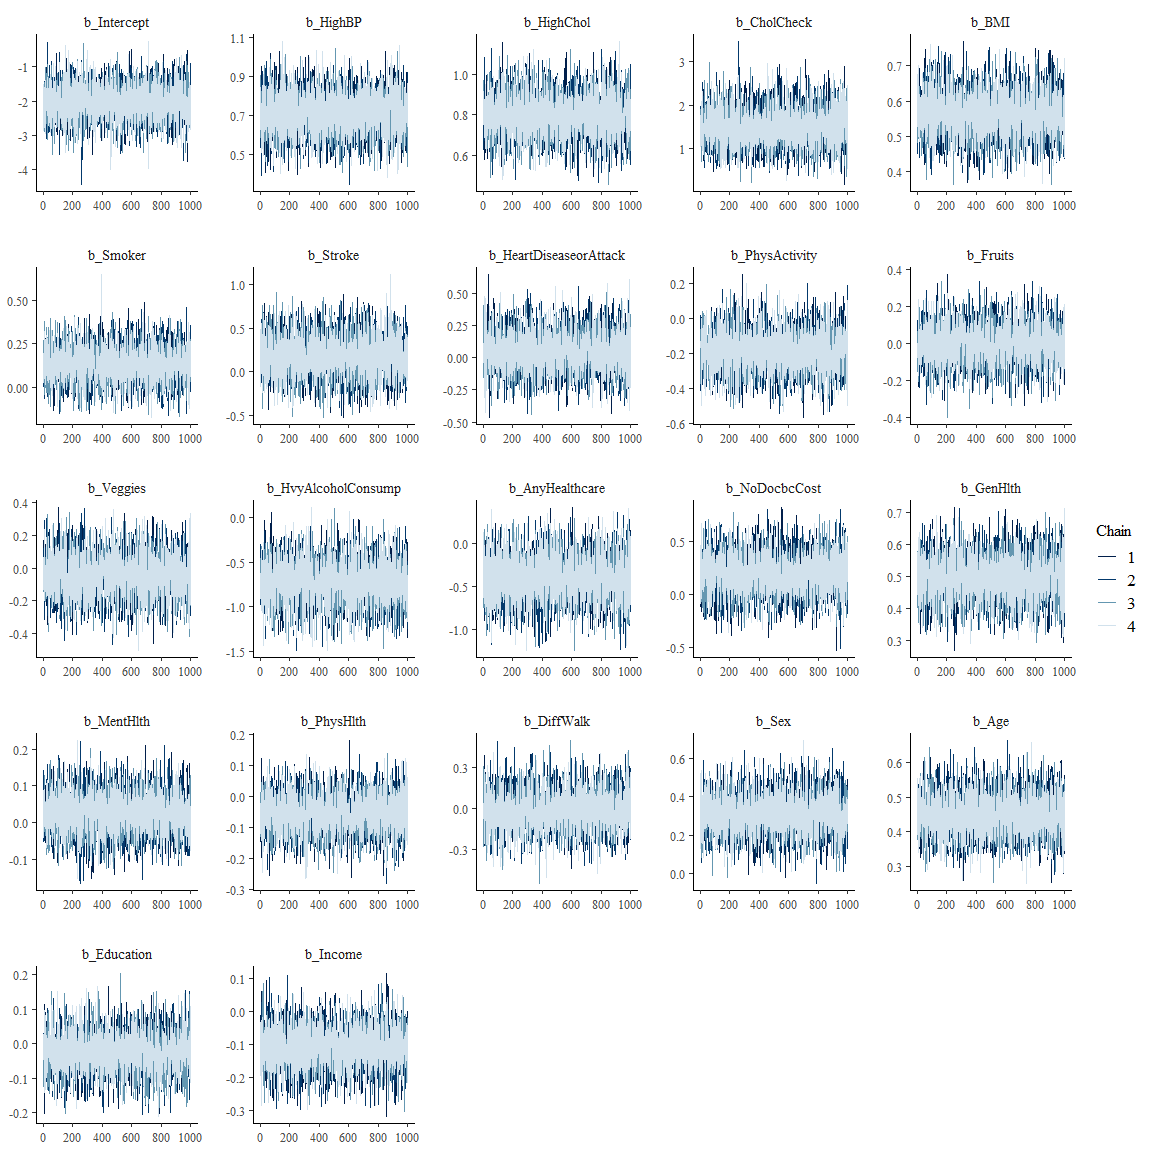 b_Intercept b_HighBP b_HighChol b_CholCheck b_BMI
-1 -2 -3 -4
1.1 0.9 0.7 0.5
1.0 0.8 0.6
3 2 1
0.7 0.6 0.5 0.4
0 200 400 600 800 1000 0 200 400 600 800 1000 0 200 400 600 800 1000 0 200 400 600 800 1000 0 200 400 600 800 1000
b_Smoker b_Stroke b_HeartDiseaseorAttack b_PhysActivity b_Fruits
0.50 0.25 0.00
1.0 0.5 0.0 -0.5
0.50 0.25 0.00 -0.25 -0.50
0.2 0.0 -0.2 -0.4 -0.6
0.4 0.2 0.0 -0.2 -0.4
0 200 400 600 800 1000 0 200 400 600 800 1000 0 200 400 600 800 1000 0 200 400 600 800 1000 0 200 400 600 800 1000
b_Veggies b_HvyAlcoholConsump b_AnyHealthcare b_NoDocbcCost b_GenHlth
0.4 0.2 0.0 -0.2 -0.4
0.0 -0.5 -1.0 -1.5
0.0 -0.5 -1.0
0.5 0.0 -0.5
0.7 0.6 0.5 0.4 0.3
0 200 400 600 800 1000 0 200 400 600 800 1000 0 200 400 600 800 1000 0 200 400 600 800 1000 0 200 400 600 800 1000
Chain
1
2
3
4
b_MentHlth b_PhysHlth b_DiffWalk b_Sex b_Age
0.2 0.1 0.0 -0.1
0.2 0.1 0.0 -0.1 -0.2 -0.3
0.3 0.0 -0.3
0.6 0.4 0.2 0.0
0.6 0.5 0.4 0.3
0 200 400 600 800 1000 0 200 400 600 800 1000 0 200 400 600 800 1000 0 200 400 600 800 1000 0 200 400 600 800 1000
b_Education b_Income
0.2 0.1 0.0 -0.1 -0.2
0.1 0.0 -0.1 -0.2 -0.3
0 200 400 600 800 1000 0 200 400 600 800 1000